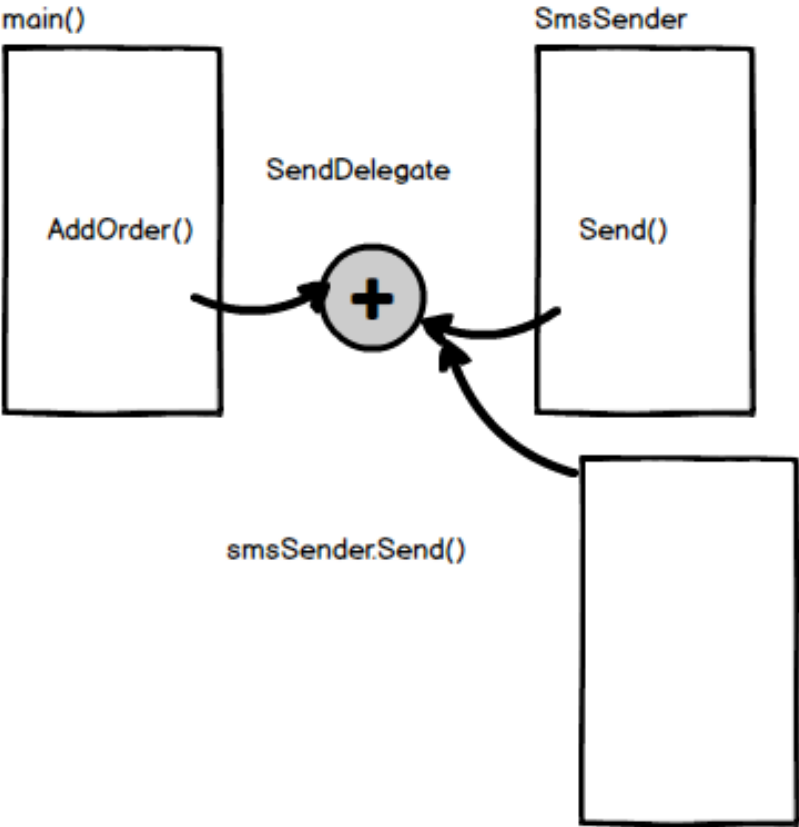 main()
SmsSender
SendDelegate
AddOrder()
Send()
+
smsSender.Send()